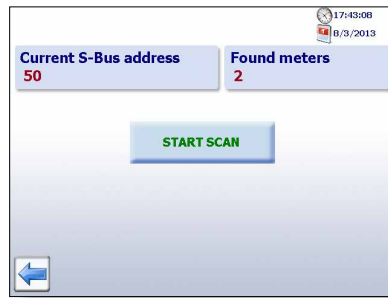 17:43:08
8/3/2013
Current S-Bus address
50
Found meters
2
START SCAN